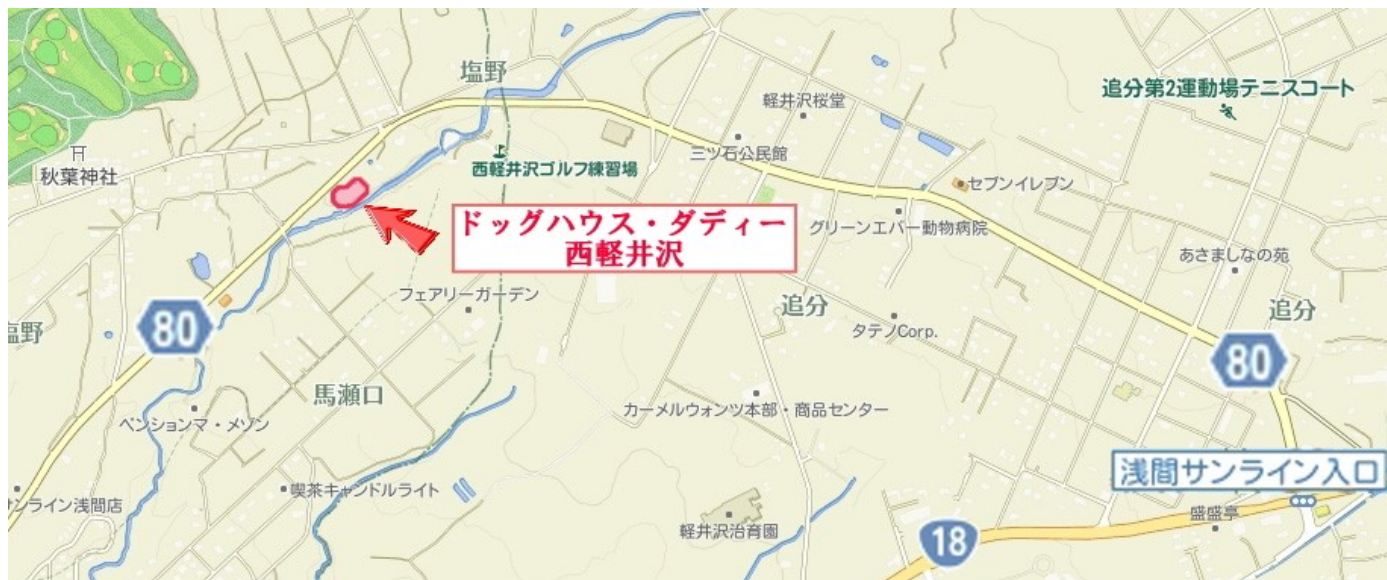 塩野
軽井沢桜堂
追分第2運動場テニスコート
三ツ石公民館
西軽井沢ゴルフ練習場
秋葉神社
セブンイレブン
ドッグハウス・ダディー
西軽井沢
グリーンエバー動物病院
あさましなの苑
フェアリーガーデン
追分
追分
80
塩野
タテノCorp.
80
馬瀬口
カーメルウォンツ本部・商品センター
ペンションマ・メゾン
浅間サンライン入口
喫茶キャンドルライト
サンライン浅間店
盛盛亭
軽井沢治育園
18